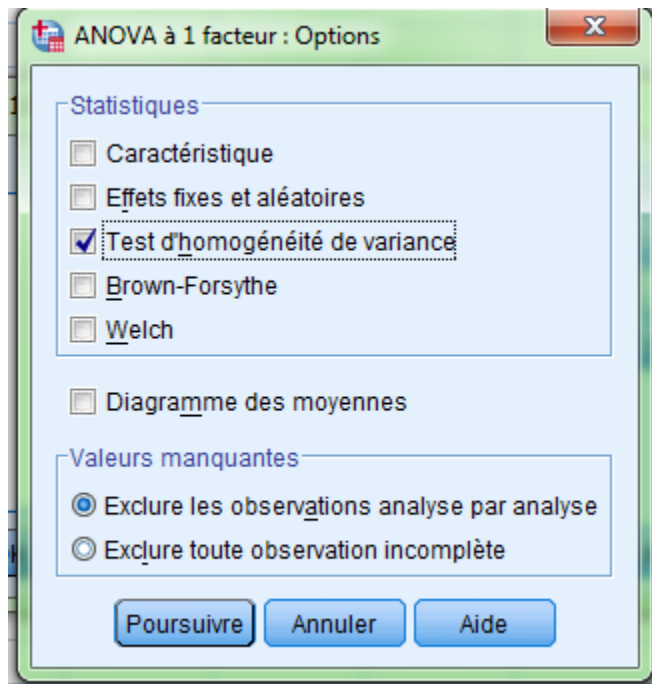 ANOVA à 1 facteur : Options
Statistiques
Caractéristique
Effets fixes et aléatoires
Test d'homogénéité de variance
Brown-Forsythe
Welch
Diagramme des moyennes
Valeurs manquantes
Exclure les observations analyse par analyse
Exclure toute observation incomplète
Poursuivre Annuler Aide